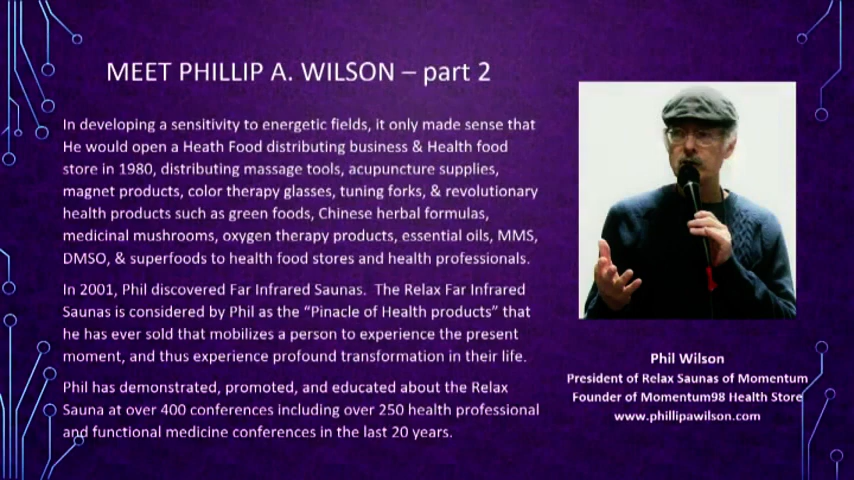 MEET PHILLIP A. WILSON – part 2
In developing a sensitivity to energetic fields, it only made sense that
He would open a Heath Food distributing business & Health food
store in 1980, distributing massage tools, acupuncture supplies,
magnet products, color therapy glasses, tuning forks, & revolutionary
health products such as green foods, Chinese herbal formulas,
medicinal mushrooms, oxygen therapy products, essential oils, MMS,
DMSO, & superfoods to health food stores and health professionals.
In 2001, Phil discovered Far Infrared Saunas. The Relax Far Infrared
Saunas is considered by Phil as the “Pinacle of Health products” that
he has ever sold that mobilizes a person to experience the present
moment, and thus experience profound transformation in their life.
Phil has demonstrated, promoted, and educated about the Relax
Sauna at over 400 conferences including over 250 health professional
and functional medicine conferences in the last 20 years.
Phil Wilson
President of Relax Saunas of Momentum
Founder of Momentum98 Health Store
www.phillipawilson.com